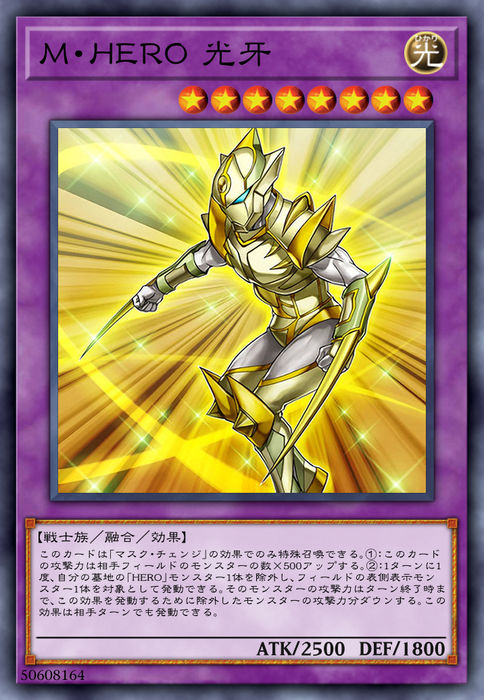 M・HERO 光牙
ひかり
光
【戦士族／融合／効果】
このカードは「マスク・チェンジ」の効果でのみ特殊召喚できる。①:このカード
の攻撃力は相手フィールドのモンスターの数×500アップする。②:1ターンに1
度、自分の墓地の「HERO」モンスター1体を除外し、フィールドの表側表示モン
スター1体を対象として発動できる。そのモンスターの攻撃力はターン終了時ま
で、この効果を発動するために除外したモンスターの攻撃力分ダウンする。この
効果は相手ターンでも発動できる。
ATK/2500 DEF/1800
50608164